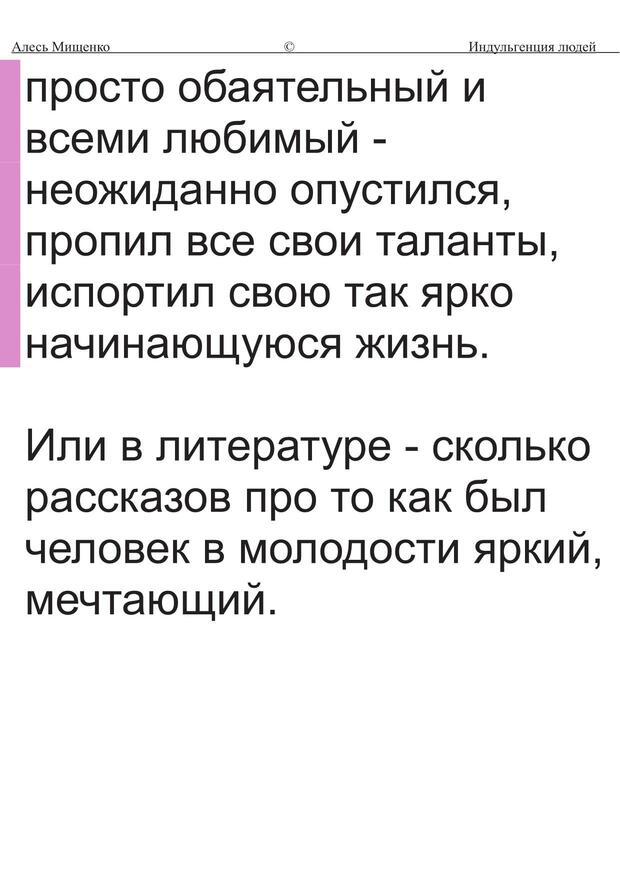 Алесь Мищенко © Индульгенция людей
просто обаятельный и
всеми любимый -
неожиданно опустился,
пропил все свои таланты,
испортил свою так ярко
начинающуюся жизнь.
Или в литературе - сколько
рассказов про то как был
человек в молодости яркий,
мечтающий.